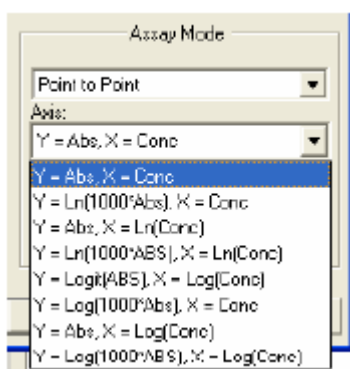 Assay Mode
Point to Point
Axis:
Y = Abs, X = Conc
Y = Abs, X = Conc
Y = Ln(1000*Abs), X = Conc
Y = Abs, X = Ln(Conc)
Y = Ln(1000*ABS), X = Ln(Conc)
Y = Logit(ABS), X = Log(Conc)
Y = Log(1000*Abs), X = Conc
Y = Abs, X = Log(Conc)
Y = Log(1000*ABS), X = Log(Conc)